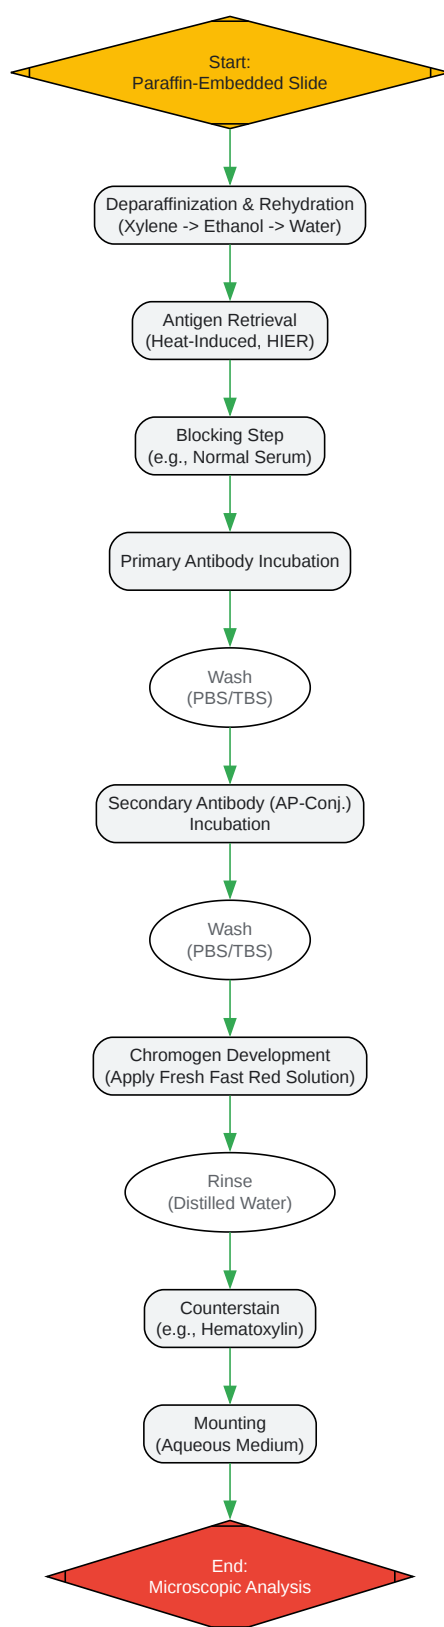 Start:
Paraffin-Embedded Slide
Deparaffinization & Rehydration
(Xylene -> Ethanol -> Water)
Antigen Retrieval
(Heat-Induced, HIER)
Blocking Step
(e.g., Normal Serum)
Primary Antibody Incubation
Wash
(PBS/TBS)
Secondary Antibody (AP-Conj.)
Incubation
Wash
(PBS/TBS)
Chromogen Development
(Apply Fresh Fast Red Solution)
Rinse
(Distilled Water)
Counterstain
(e.g., Hematoxylin)
Mounting
(Aqueous Medium)
End:
Microscopic Analysis